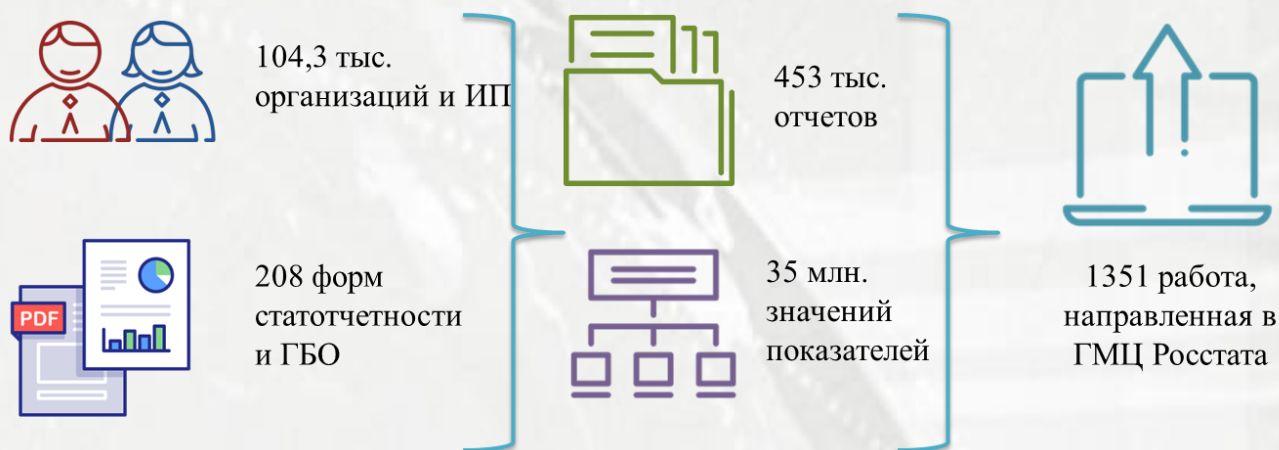 104,3 тыс.
организаций и ИП
PDF
208 форм
статотчетности
и ГБО
453 тыс.
отчетов
35 млн.
значений
показателей
1351 работа,
направленная в
ГМЦ Росстата